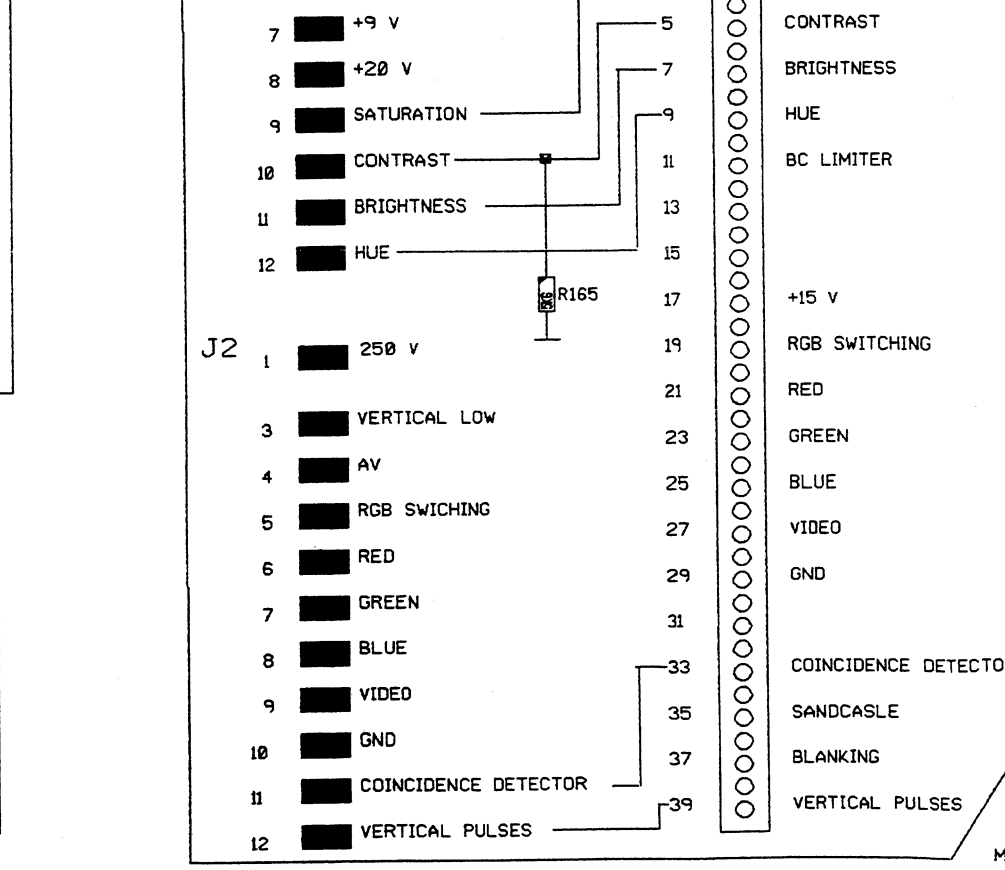 7 +9 V
8 +20 V
9 SATURATION
10 CONTRAST
11 BRIGHTNESS
12 HUE
5K6 R165
J2
1 250 V
3 VERTICAL LOW
4 AV
5 RGB SWICHING
6 RED
7 GREEN
8 BLUE
9 VIDEO
10 GND
11 COINCIDENCE DETECTOR
12 VERTICAL PULSES
5 CONTRAST
7 BRIGHTNESS
9 HUE
11 BC LIMITER
13
15
17 +15 V
19 RGB SWITCHING
21 RED
23 GREEN
25 BLUE
27 VIDEO
29 GND
31
33 COINCIDENCE DETECTO
35 SANDCASLE
37 BLANKING
39 VERTICAL PULSES
M